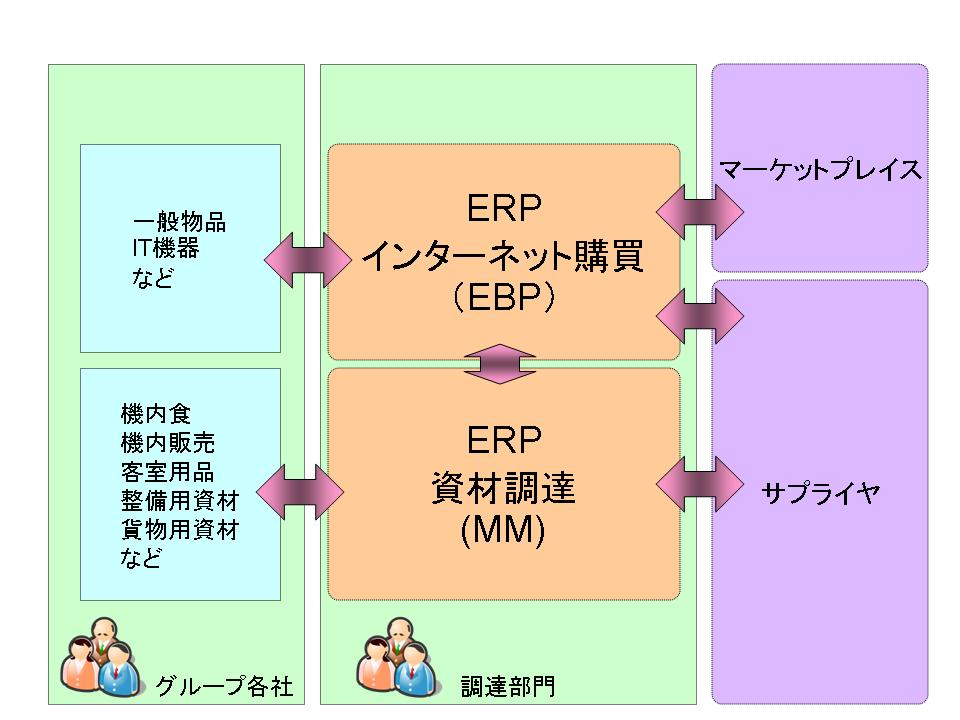 一般物品
IT機器
など
機内食
機内販売
客室用品
整備用資材
貨物用資材
など
グループ各社
ERP
インターネット購買
（EBP）
ERP
資材調達
(MM)
調達部門
マーケットプレイス
サプライヤ